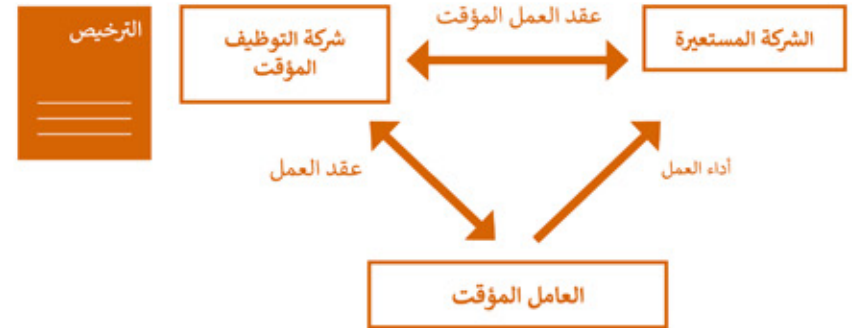 عقد العمل المؤقت
الشركة المستعيرة
شركة التوظيف
المؤقت
الترخيص
أداء العمل
عقد العمل
العامل المؤقت